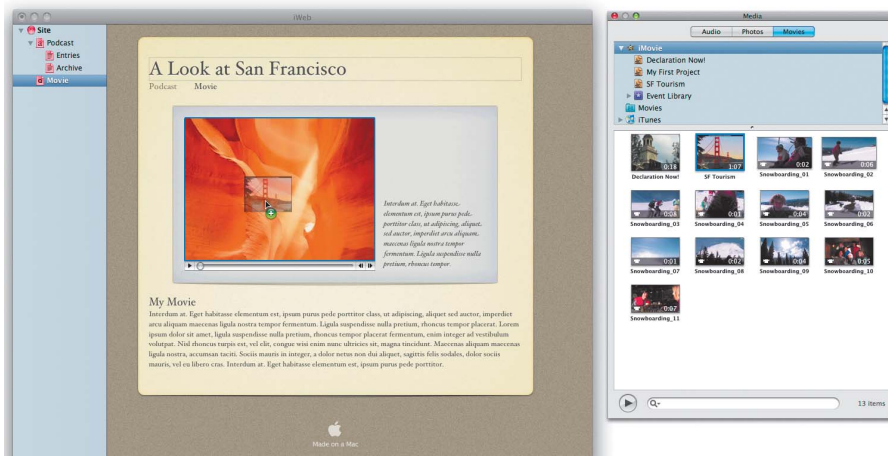 iWeb
Site
Podcast
Entries
Archive
Movie
A Look at San Francisco
Podcast Movie
Interdum at. Eget habitasse
elementum est, ipsum purus pede
porttitor class, ut adipiscing, aliquet
sed auctor, imperdiet arcu aliquam,
maecenas ligula nostra tempor
fermentum. Ligula suspendisse nulla
pretium, rhoncus tempor.
My Movie
Interdum at. Eget habitasse elementum est, ipsum purus pede porttitor class, ut adipiscing, aliquet sed auctor, imperdiet
arcu aliquam maecenas ligula nostra tempor fermentum. Ligula suspendisse nulla pretium, rhoncus tempor placerat. Lorem
ipsum dolor sit amet, ligula suspendisse nulla pretium, rhoncus tempor placerat fermentum, enim integer ad vestibulum
volutpat. Nisl rhoncus turpis est, vel elit, congue wisi enim nunc ultricies sit, magna tincidunt. Maecenas aliquam maecenas
ligula nostra, accumsan taciti. Sociis mauris in integer, a dolor netus non dui aliquet, sagittis felis sodales, dolor sociis
mauris, vel eu libero cras. Interdum at. Eget habitasse elementum est, ipsum purus pede porttitor.
Made on a Mac
Media
Audio Photos Movies
iMovie
Declaration Now!
My First Project
SF Tourism
Event Library
Movies
iTunes
0:18 1:07 0:02 0:06
Declaration Now! SF Tourism Snowboarding_01 Snowboarding_02
0:08 0:01 0:04 0:02
Snowboarding_03 Snowboarding_04 Snowboarding_05 Snowboarding_06
0:01 0:02 0:04 0:05
Snowboarding_07 Snowboarding_08 Snowboarding_09 Snowboarding_10
0:07
Snowboarding_11
13 items